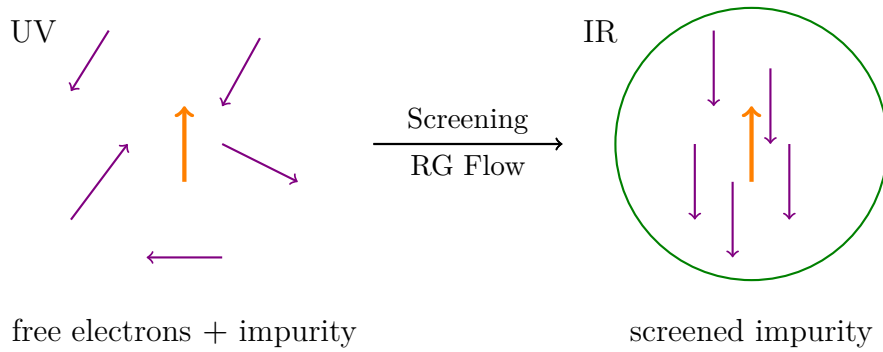 UV
IR
Screening
RG Flow
free electrons + impurity
screened impurity